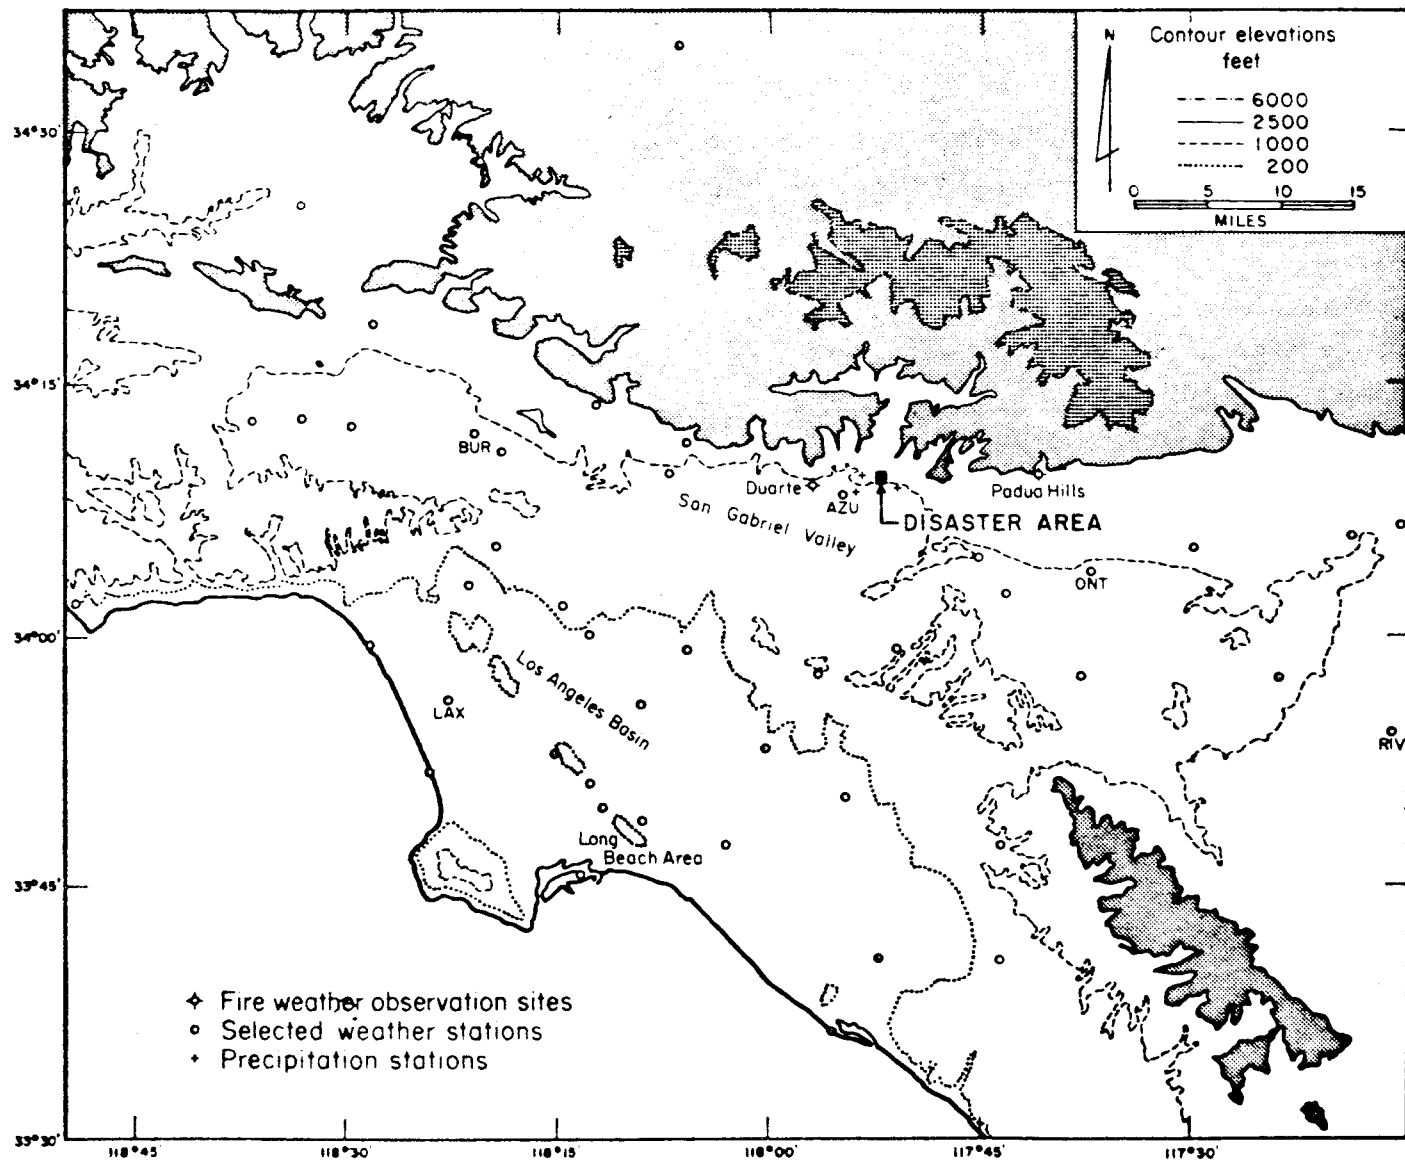 N
Contour elevations
feet
6000
2500
1000
200
0 5 10 15
MILES
34°30'
34°15'
34°00'
33°45'
33°30'
BUR
Duarte
AZU
Padua Hills
San Gabriel Valley
DISASTER AREA
ONT
Los Angeles Basin
LAX
RIV
Long
Beach Area
Fire weather observation sites
Selected weather stations
Precipitation stations
118°45' 118°30' 118°15' 118°00' 117°45' 117°30'